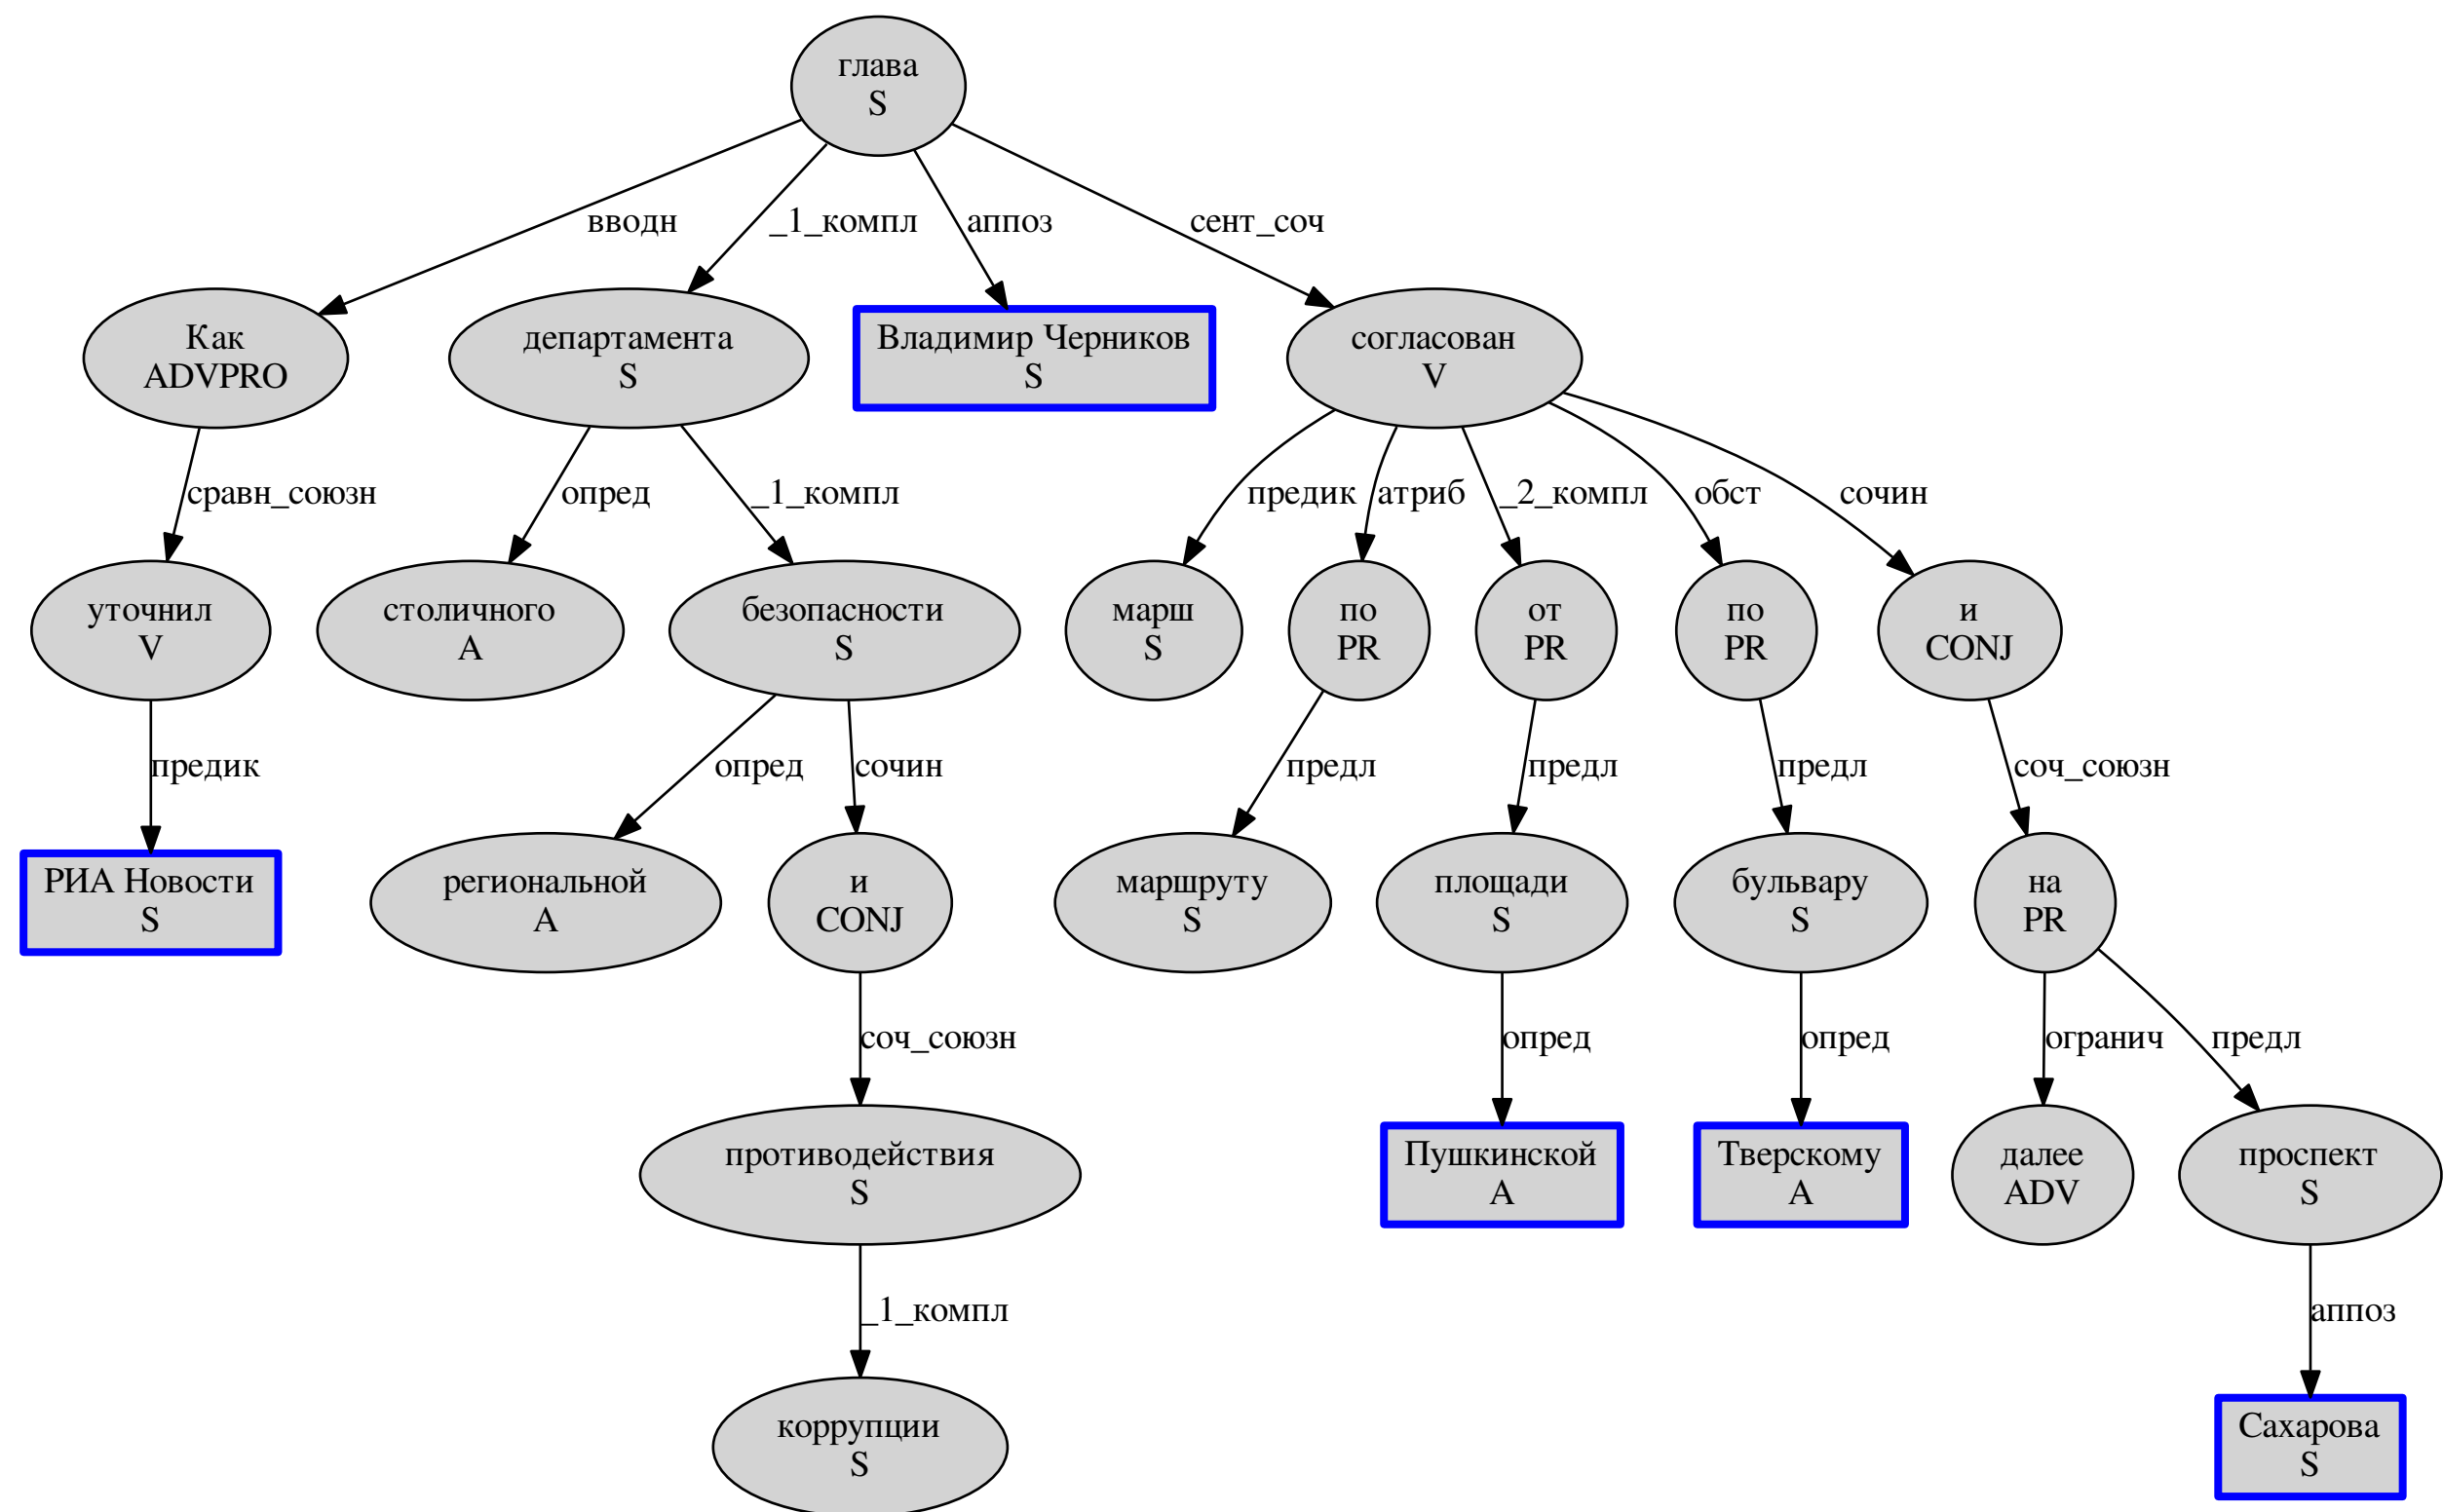 глава
S
вводн
_1_компл
аппоз
сент_соч
Как
ADVPRO
департамента
S
Владимир Черников
S
согласован
V
сравн_союзн
опред
_1_компл
предик
атриб
_2_компл
обст
сочин
уточнил
V
столичного
A
безопасности
S
марш
S
по
PR
от
PR
по
PR
и
CONJ
предик
опред
сочин
предл
предл
предл
соч_союзн
РИА Новости
S
региональной
A
и
CONJ
маршруту
S
площади
S
бульвару
S
на
PR
соч_союзн
опред
опред
огранич
предл
противодействия
S
Пушкинской
A
Тверскому
A
далее
ADV
проспект
S
_1_компл
аппоз
коррупции
S
Сахарова
S